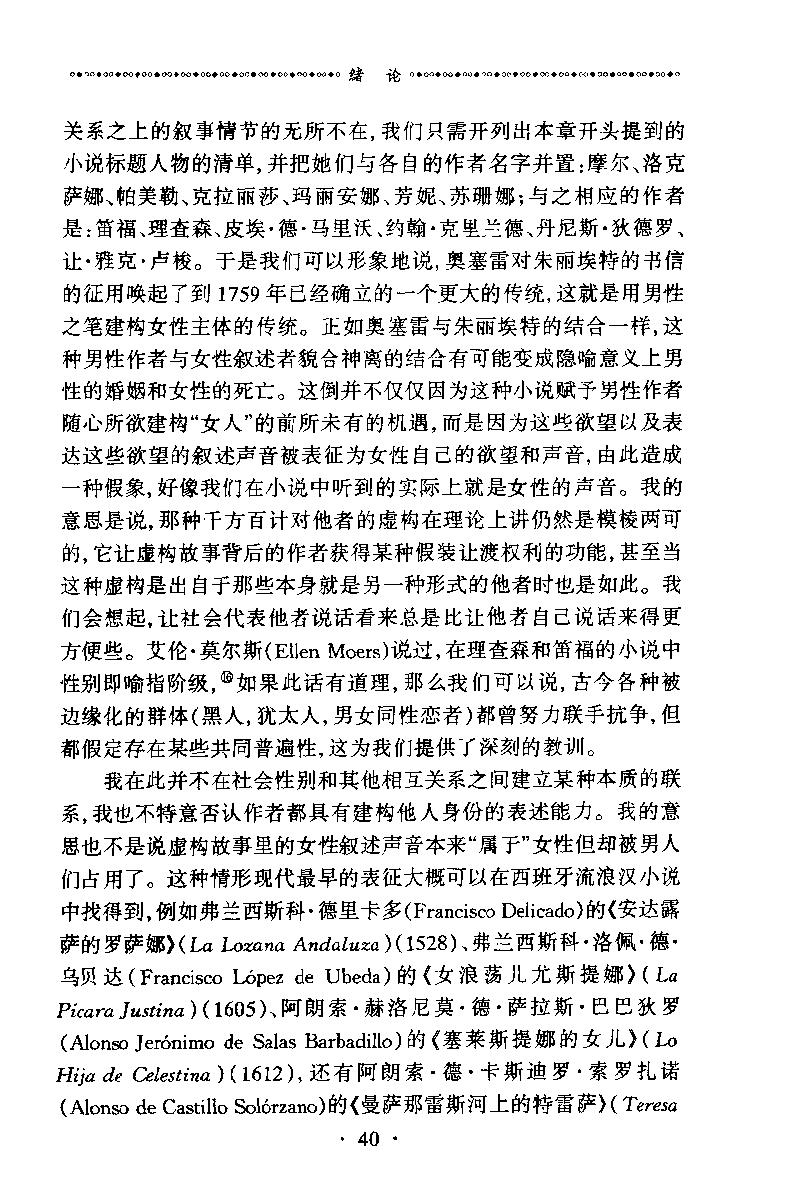 绪 论
关系之上的叙事情节的无所不在,我们只需开列出本章开头提到的
小说标题人物的清单,并把她们与各自的作者名字并置:摩尔、洛克
萨娜、帕美勒、克拉丽莎、玛丽安娜、芳妮、苏珊娜;与之相应的作者
是:笛福、理查森、皮埃·德·马里沃、约翰·克里兰德、丹尼斯·狄德罗、
让·雅克·卢梭。于是我们可以形象地说,奥塞雷对朱丽埃特的书信
的征用唤起了到 1759 年已经确立的一个更大的传统,这就是用男性
之笔建构女性主体的传统。正如奥塞雷与朱丽埃特的结合一样,这
种男性作者与女性叙述者貌合神离的结合有可能变成隐喻意义上男
性的婚姻和女性的死亡。这倒并不仅仅因为这种小说赋予男性作者
随心所欲建构“女人”的前所未有的机遇,而是因为这些欲望以及表
达这些欲望的叙述声音被表征为女性自己的欲望和声音,由此造成
一种假象,好像我们在小说中听到的实际上就是女性的声音。我的
意思是说,那种千方百计对他者的虚构在理论上讲仍然是模棱两可
的,它让虚构故事背后的作者获得某种假装让渡权利的功能,甚至当
这种虚构是出自于那些本身就是另一种形式的他者时也是如此。我
们会想起,让社会代表他者说话看来总是比让他者自己说话来得更
方便些。艾伦·莫尔斯(Ellen Moers)说过,在理查森和笛福的小说中
性别即喻指阶级,⑯如果此话有道理,那么我们可以说,古今各种被
边缘化的群体(黑人,犹太人,男女同性恋者)都曾努力联手抗争,但
都假定存在某些共同普遍性,这为我们提供了深刻的教训。
我在此并不在社会性别和其他相互关系之间建立某种本质的联
系,我也不特意否认作者都具有建构他人身份的表述能力。我的意
思也不是说虚构故事里的女性叙述声音本来“属于”女性但却被男人
们占用了。这种情形现代最早的表征大概可以在西班牙流浪汉小说
中找得到,例如弗兰西斯科·德里卡多(Francisco Delicado)的《安达露
萨的罗萨娜》(La Lozana Andaluza)(1528)、弗兰西斯科·洛佩·德·
乌贝达(Francisco López de Ubeda)的《女浪荡儿尤斯提娜》(La
Pícara Justina)(1605)、阿朗索·赫洛尼莫·德·萨拉斯·巴巴狄罗
(Alonso Jerónimo de Salas Barbadillo)的《塞莱斯提娜的女儿》(Lo
Hija de Celestina)(1612),还有阿朗索·德·卡斯迪罗·索罗扎诺
(Alonso de Castillo Solórzano)的《曼萨那雷斯河上的特雷萨》(Teresa
· 40 ·